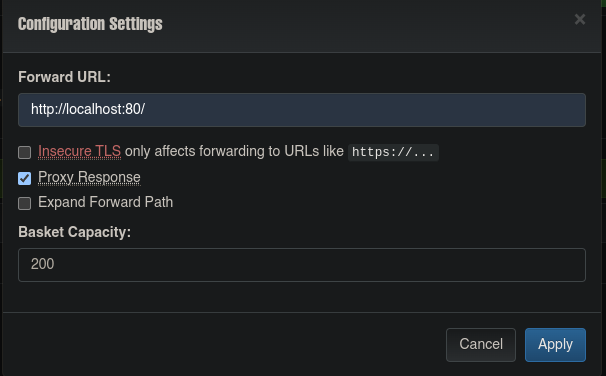 Configuration Settings ×
Forward URL:
http://localhost:80/
Insecure TLS only affects forwarding to URLs like https://...
Proxy Response
Expand Forward Path
Basket Capacity:
200
Cancel Apply